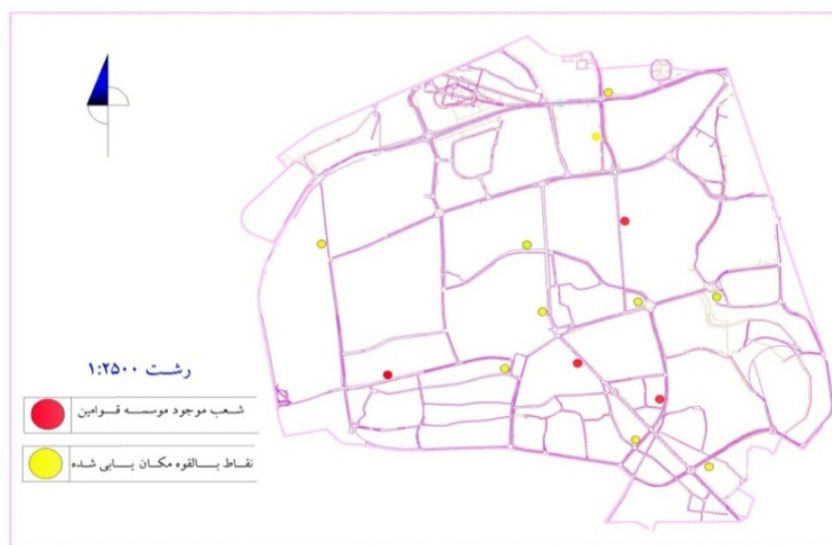 رشت ۱:۲۵۰۰
شعب موجود موسسه قوامین
نقاط بالقوه مکان یابی شده